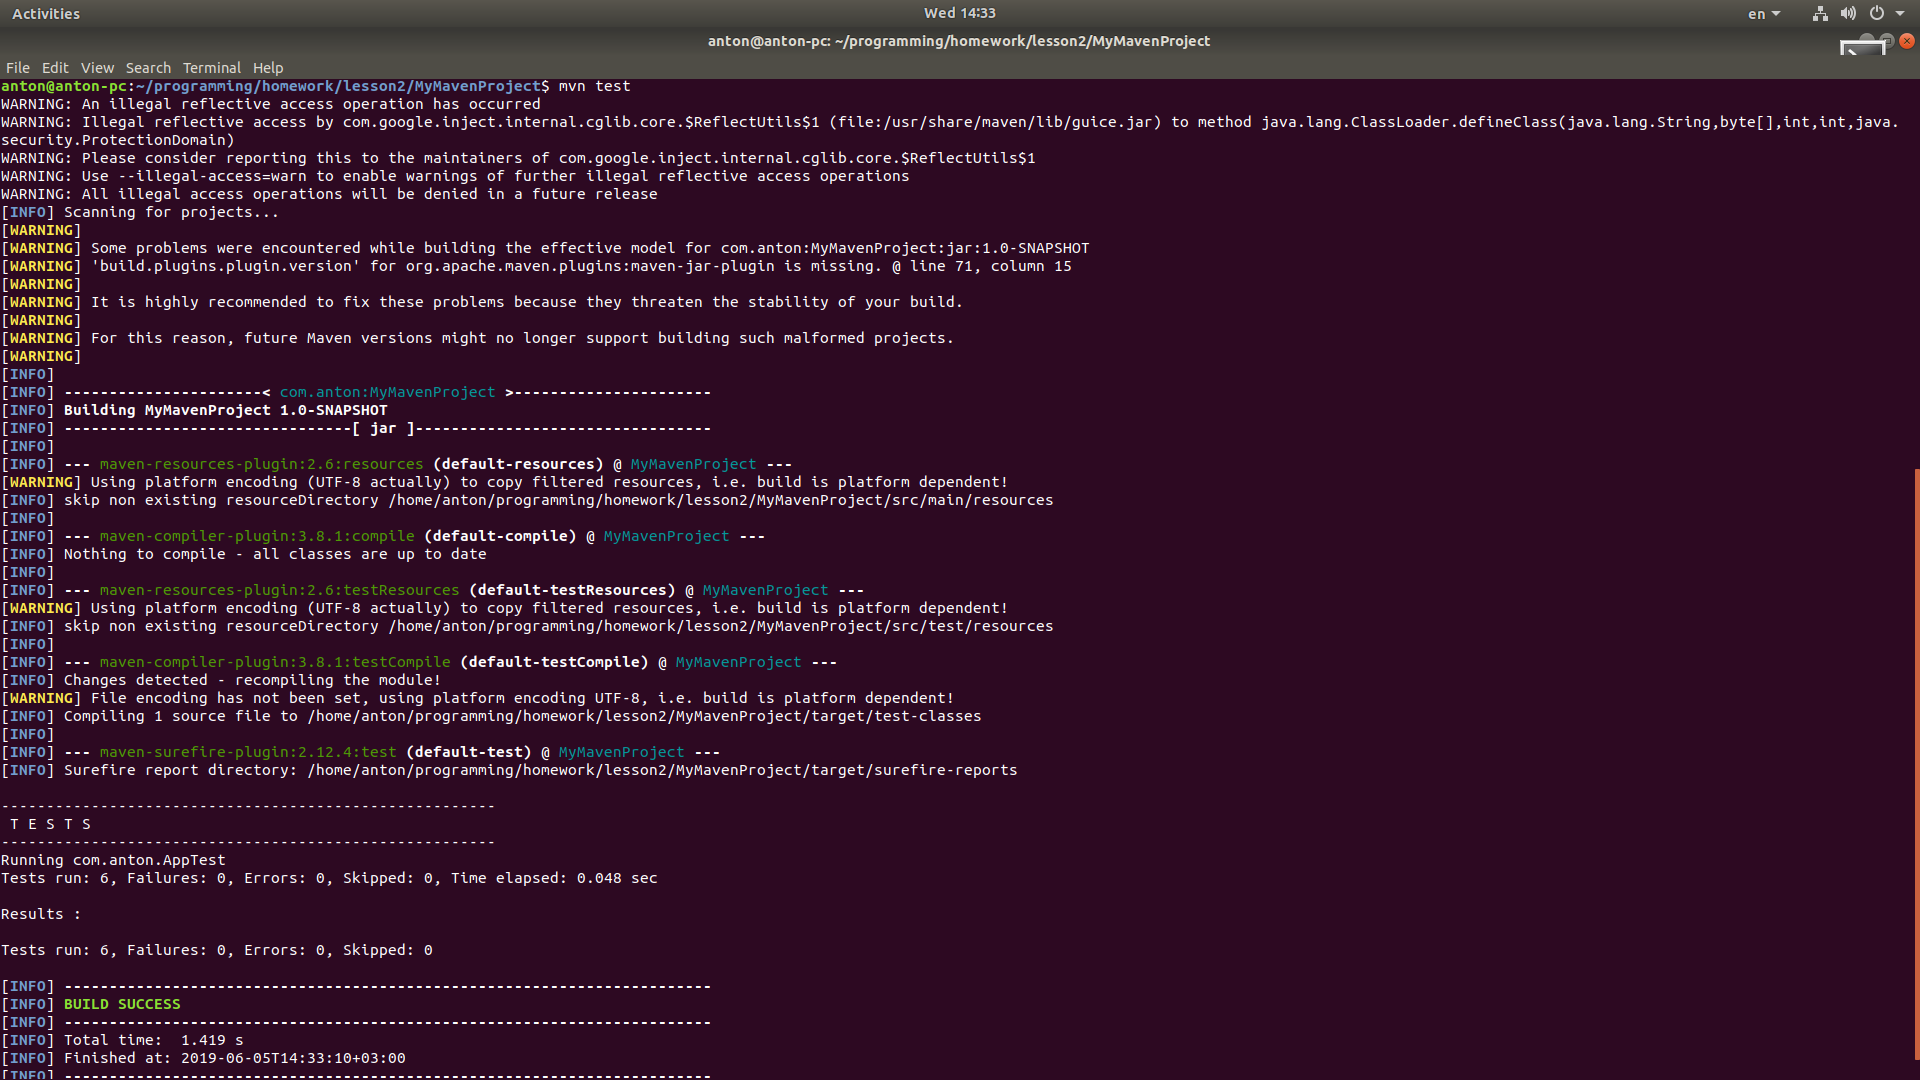 Activities
Wed 14:33
en
anton@anton-pc: ~/programming/homework/lesson2/MyMavenProject
File Edit View Search Terminal Help
anton@anton-pc:~/programming/homework/lesson2/MyMavenProject$ mvn test
WARNING: An illegal reflective access operation has occurred
WARNING: Illegal reflective access by com.google.inject.internal.cglib.core.$ReflectUtils$1 (file:/usr/share/maven/lib/guice.jar) to method java.lang.ClassLoader.defineClass(java.lang.String,byte[],int,int,java.
security.ProtectionDomain)
WARNING: Please consider reporting this to the maintainers of com.google.inject.internal.cglib.core.$ReflectUtils$1
WARNING: Use --illegal-access=warn to enable warnings of further illegal reflective access operations
WARNING: All illegal access operations will be denied in a future release
[INFO] Scanning for projects...
[WARNING]
[WARNING] Some problems were encountered while building the effective model for com.anton:MyMavenProject:jar:1.0-SNAPSHOT
[WARNING] 'build.plugins.plugin.version' for org.apache.maven.plugins:maven-jar-plugin is missing. @ line 71, column 15
[WARNING]
[WARNING] It is highly recommended to fix these problems because they threaten the stability of your build.
[WARNING]
[WARNING] For this reason, future Maven versions might no longer support building such malformed projects.
[WARNING]
[INFO]
[INFO] ----------------------< com.anton:MyMavenProject >----------------------
[INFO] Building MyMavenProject 1.0-SNAPSHOT
[INFO] --------------------------------[ jar ]---------------------------------
[INFO]
[INFO] --- maven-resources-plugin:2.6:resources (default-resources) @ MyMavenProject ---
[WARNING] Using platform encoding (UTF-8 actually) to copy filtered resources, i.e. build is platform dependent!
[INFO] skip non existing resourceDirectory /home/anton/programming/homework/lesson2/MyMavenProject/src/main/resources
[INFO]
[INFO] --- maven-compiler-plugin:3.8.1:compile (default-compile) @ MyMavenProject ---
[INFO] Nothing to compile - all classes are up to date
[INFO]
[INFO] --- maven-resources-plugin:2.6:testResources (default-testResources) @ MyMavenProject ---
[WARNING] Using platform encoding (UTF-8 actually) to copy filtered resources, i.e. build is platform dependent!
[INFO] skip non existing resourceDirectory /home/anton/programming/homework/lesson2/MyMavenProject/src/test/resources
[INFO]
[INFO] --- maven-compiler-plugin:3.8.1:testCompile (default-testCompile) @ MyMavenProject ---
[INFO] Changes detected - recompiling the module!
[WARNING] File encoding has not been set, using platform encoding UTF-8, i.e. build is platform dependent!
[INFO] Compiling 1 source file to /home/anton/programming/homework/lesson2/MyMavenProject/target/test-classes
[INFO]
[INFO] --- maven-surefire-plugin:2.12.4:test (default-test) @ MyMavenProject ---
[INFO] Surefire report directory: /home/anton/programming/homework/lesson2/MyMavenProject/target/surefire-reports
-------------------------------------------------------
T E S T S
-------------------------------------------------------
Running com.anton.AppTest
Tests run: 6, Failures: 0, Errors: 0, Skipped: 0, Time elapsed: 0.048 sec
Results :
Tests run: 6, Failures: 0, Errors: 0, Skipped: 0
[INFO] ------------------------------------------------------------------------
[INFO] BUILD SUCCESS
[INFO] ------------------------------------------------------------------------
[INFO] Total time:  1.419 s
[INFO] Finished at: 2019-06-05T14:33:10+03:00
[INFO] ------------------------------------------------------------------------